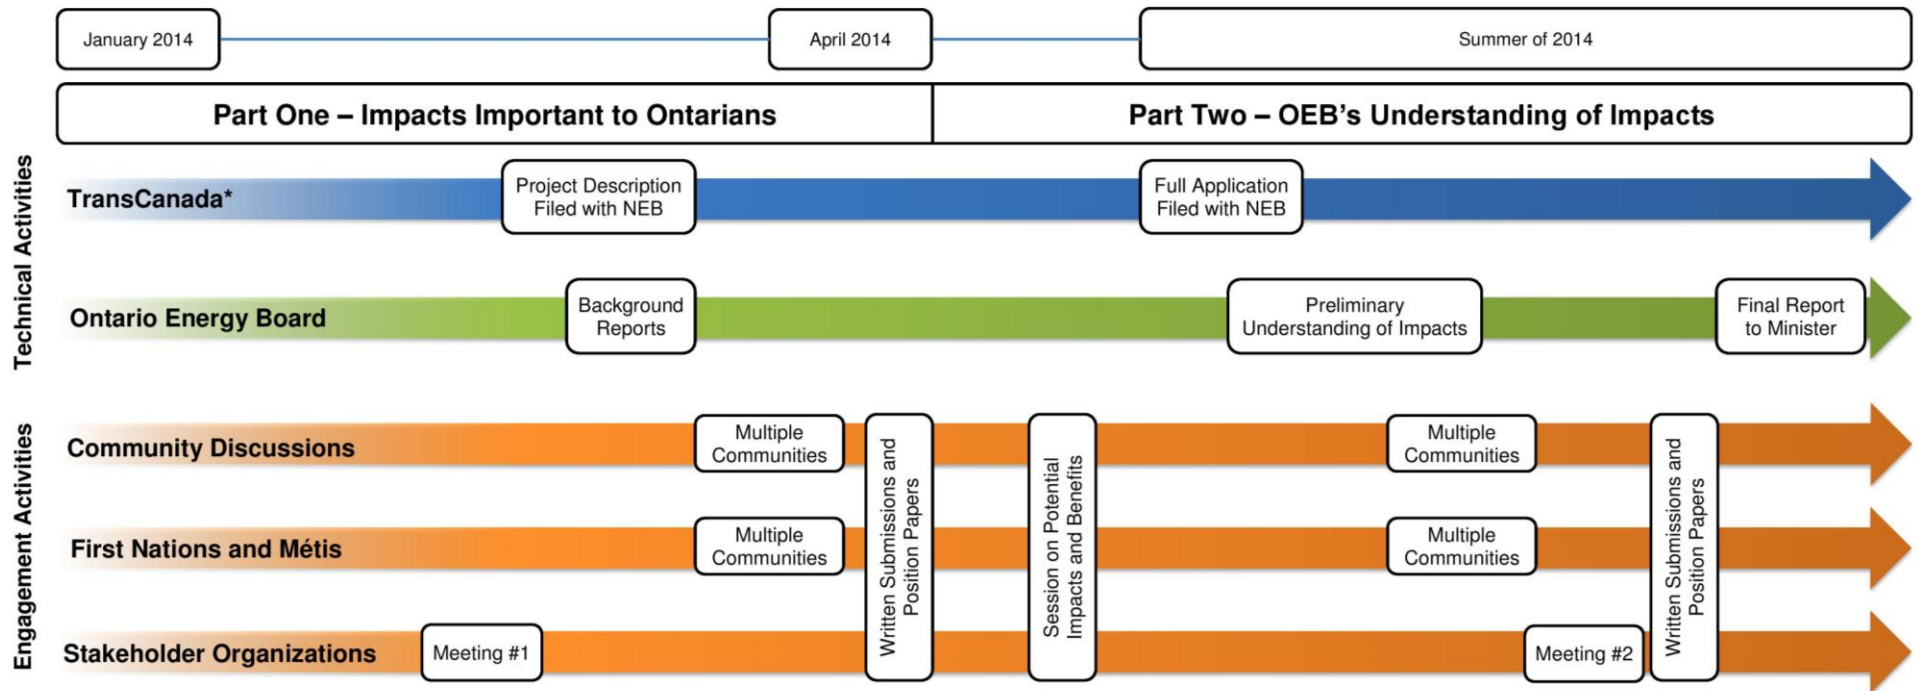 January 2014
April 2014
Summer of 2014
Part One – Impacts Important to Ontarians
Part Two – OEB's Understanding of Impacts
Technical Activities
TransCanada*
Project Description
Filed with NEB
Full Application
Filed with NEB
Ontario Energy Board
Background
Reports
Preliminary
Understanding of Impacts
Final Report
to Minister
Engagement Activities
Community Discussions
Multiple
Communities
Written Submissions and
Position Papers
Session on Potential
Impacts and Benefits
Multiple
Communities
Written Submissions and
Position Papers
First Nations and Métis
Multiple
Communities
Multiple
Communities
Stakeholder Organizations
Meeting #1
Meeting #2